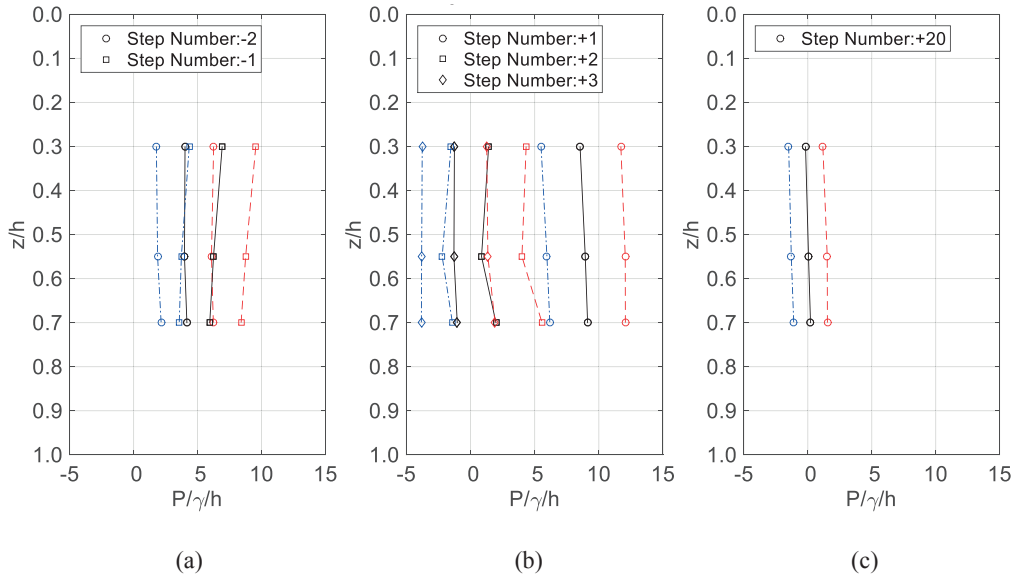 Step Number:-2
Step Number:-1
0.0
0.1
0.2
0.3
0.4
0.5
0.6
0.7
0.8
0.9
1.0
z/h
-5 0 5 10 15
P/γ/h
(a)
Step Number:+1
Step Number:+2
Step Number:+3
0.0
0.1
0.2
0.3
0.4
0.5
0.6
0.7
0.8
0.9
1.0
z/h
-5 0 5 10 15
P/γ/h
(b)
Step Number:+20
0.0
0.1
0.2
0.3
0.4
0.5
0.6
0.7
0.8
0.9
1.0
z/h
-5 0 5 10 15
P/γ/h
(c)